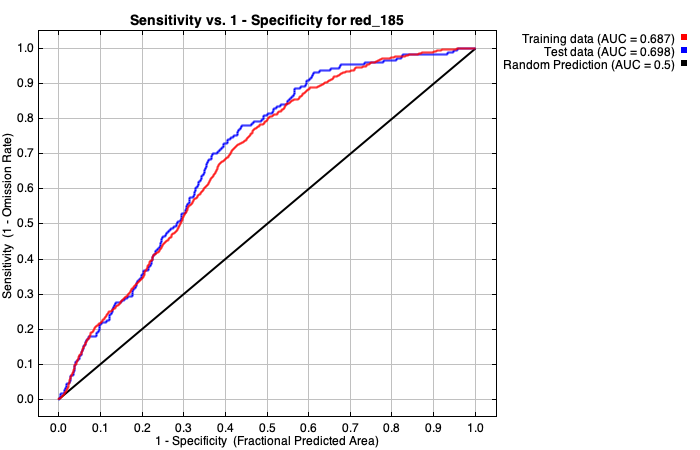 Sensitivity vs. 1 - Specificity for red_185
Training data (AUC = 0.687)
Test data (AUC = 0.698)
Random Prediction (AUC = 0.5)
Sensitivity (1 - Omission Rate)
1.0
0.9
0.8
0.7
0.6
0.5
0.4
0.3
0.2
0.1
0.0
0.0 0.1 0.2 0.3 0.4 0.5 0.6 0.7 0.8 0.9 1.0
1 - Specificity (Fractional Predicted Area)